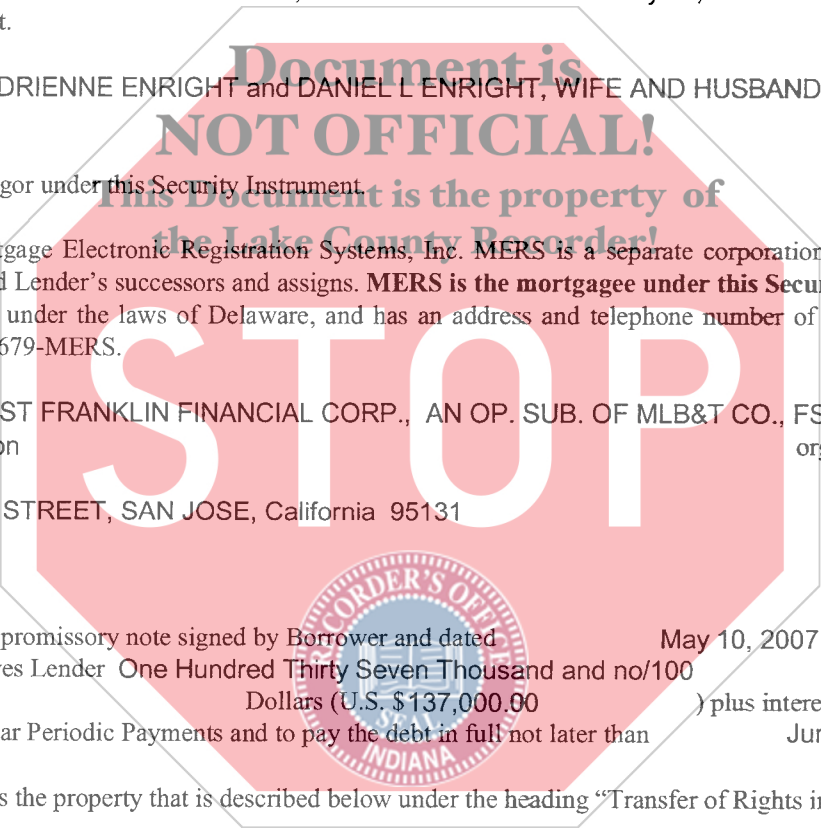 t.
Document is
DRIENNE ENRIGHT and DANIEL L ENRIGHT, WIFE AND HUSBAND
NOT OFFICIAL!
gor under this Security Instrument.
This Document is the property of
the Lake County Recorder!
tgage Electronic Registration Systems, Inc. MERS is a separate corporation
d Lender's successors and assigns. MERS is the mortgagee under this Secu
under the laws of Delaware, and has an address and telephone number of
679-MERS.
STOP
ST FRANKLIN FINANCIAL CORP., AN OP. SUB. OF MLB&T CO., FS
on org
STREET, SAN JOSE, California 95131
RECORDER'S OFFICE
promissory note signed by Borrower and dated May 10, 2007
es Lender One Hundred Thirty Seven Thousand and no/100
Dollars (U.S. $137,000.00 ) plus intere
SEAL
ar Periodic Payments and to pay the debt in full not later than Jun
INDIANA
s the property that is described below under the heading “Transfer of Rights in